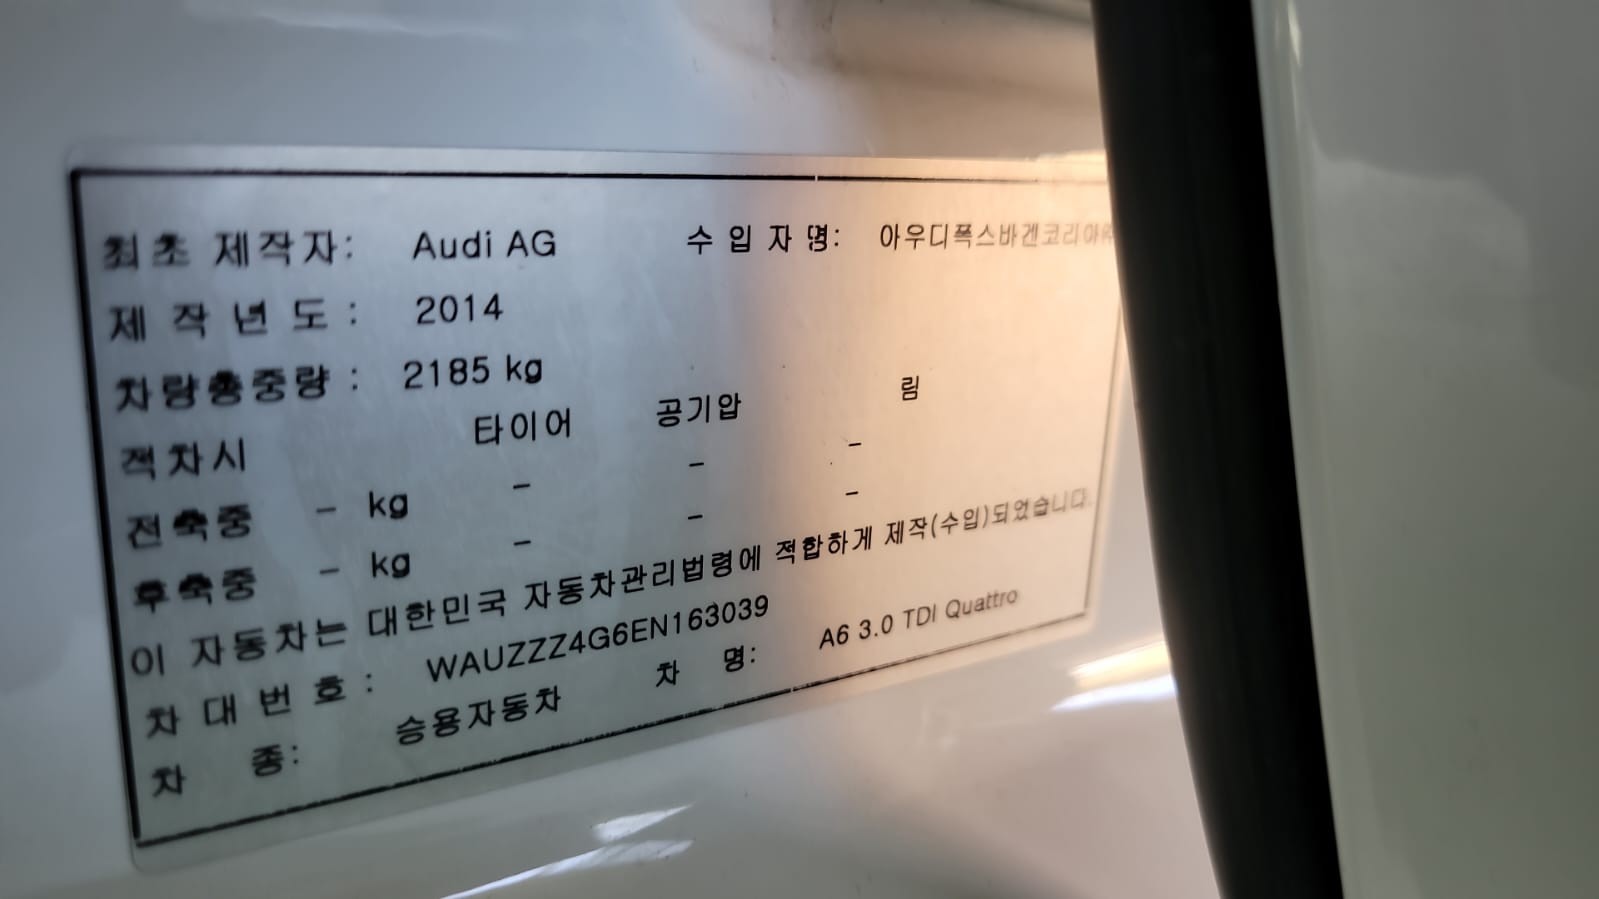 최초 제작자: Audi AG 수 입 자 명: 아우디폭스바겐코리아㈜
제 작 년 도 : 2014
차량총중량 : 2185 kg
적차시 타이어 공기압 림
전축중 - kg - - -
후축중 - kg - - -
이 자동차는 대한민국 자동차관리법령에 적합하게 제작(수입)되었습니다.
차 대 번 호 : WAUZZZ4G6EN163039
차 종: 승용자동차 차 명: A6 3.0 TDI Quattro